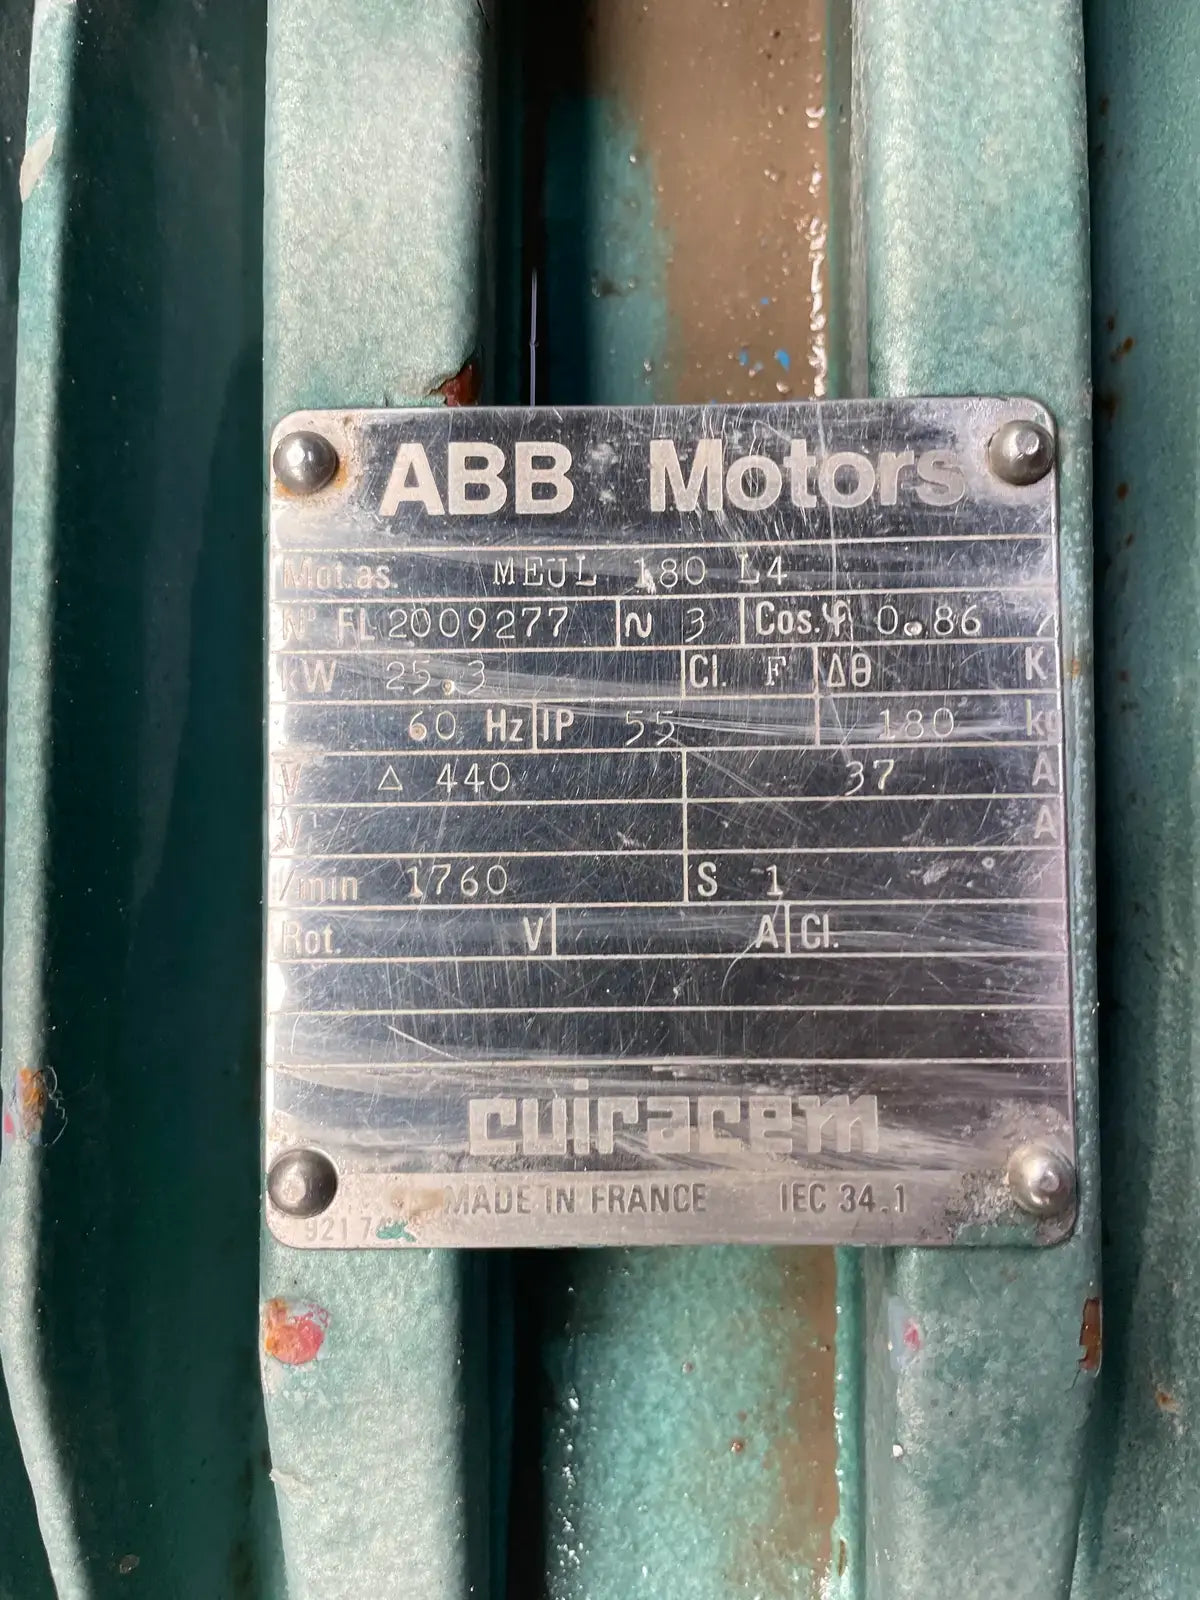 ABB Motors
Mot.as. MEUL 180 L4
N° FL 2009277 ~ 3 Cos.φ 0.86
kW 25.3 Cl. F Δθ K
60 Hz IP 55 180 kg
V Δ 440 37 A
V A
/min 1760 S 1
Rot. V A Cl.
cuiracem
MADE IN FRANCE IEC 34.1